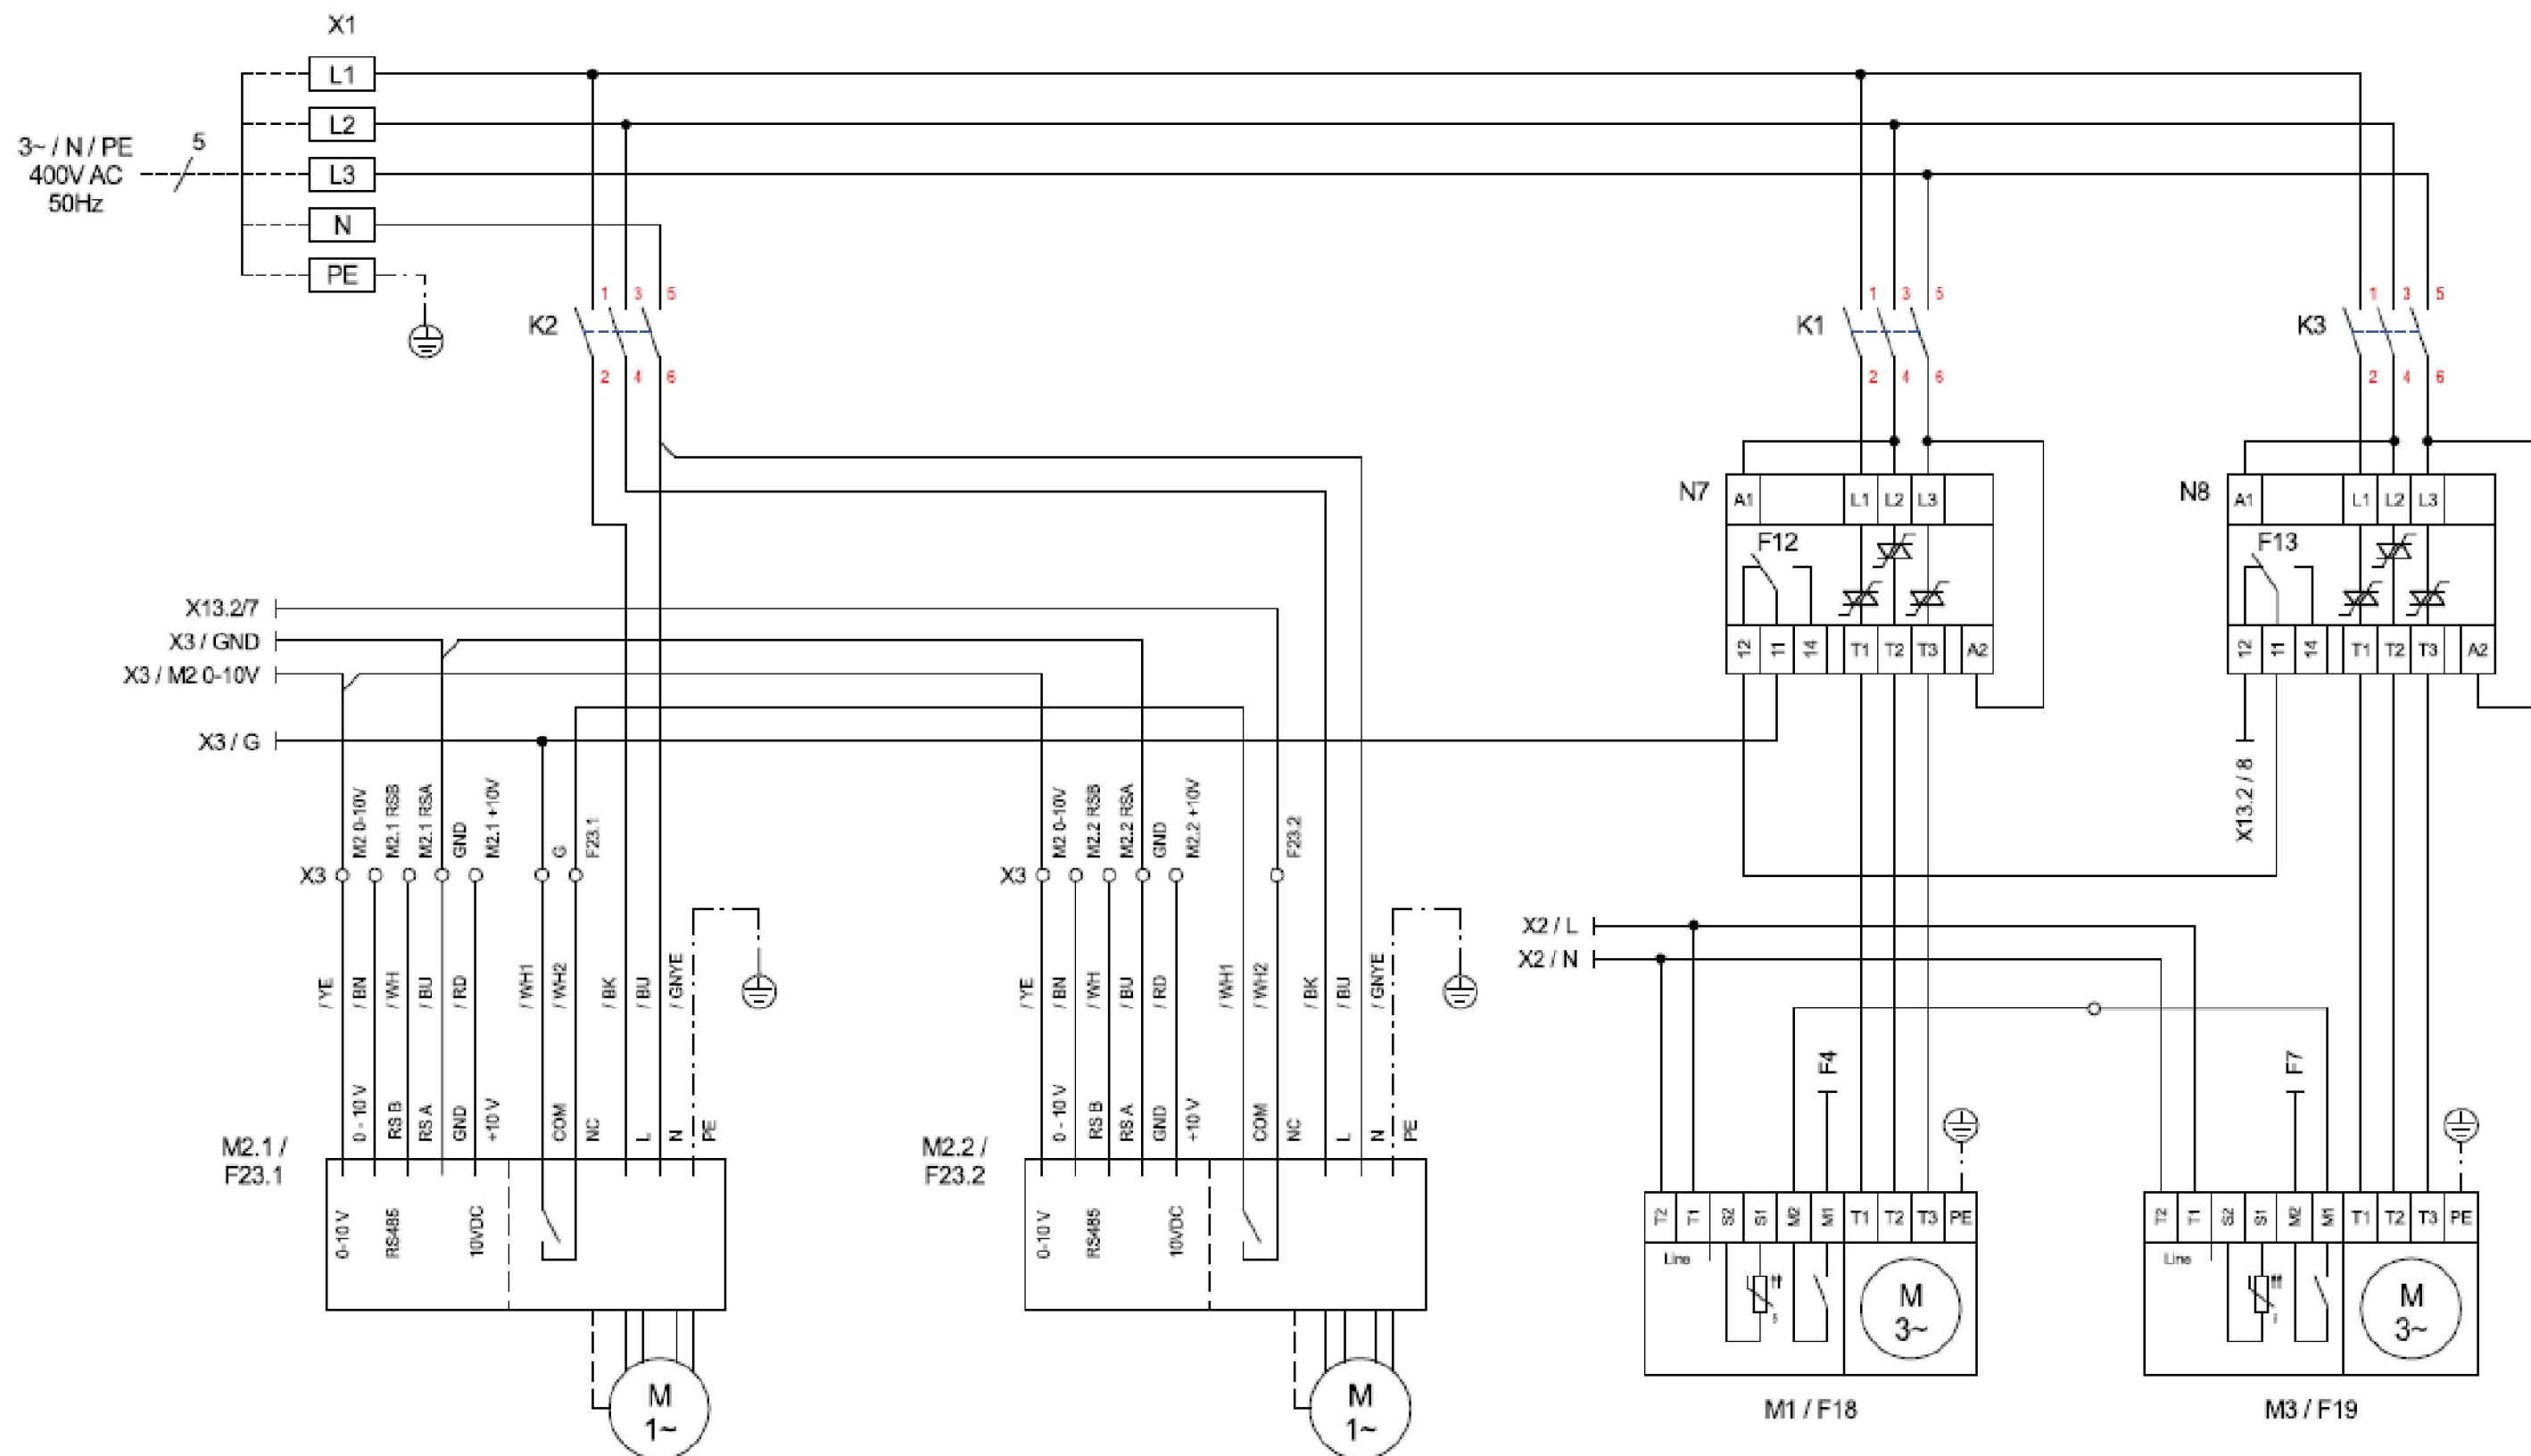 X1
L1
L2
L3
N
PE
3~ / N / PE
400V AC
50Hz
5
K2
1 3 5
2 4 6
K1
1 3 5
2 4 6
K3
1 3 5
2 4 6
N7
A1 L1 L2 L3
F12
12 11 14 T1 T2 T3 A2
N8
A1 L1 L2 L3
F13
12 11 14 T1 T2 T3 A2
X13.2/7
X3 / GND
X3 / M2 0-10V
X3 / G
X13.2 / 8
X3
M2 0-10V
M2.1 RSB
M2.1 RSA
GND
M2.1 +10V
G
F23.1
X3
M2 0-10V
M2.2 RSB
M2.2 RSA
GND
M2.2 +10V
F23.2
X2 / L
X2 / N
/ YE
/ BN
/ WH
/ BU
/ RD
/ WH1
/ WH2
/ BK
/ BU
/ GNYE
/ YE
/ BN
/ WH
/ BU
/ RD
/ WH1
/ WH2
/ BK
/ BU
/ GNYE
F4
F7
M2.1 /
F23.1
0 - 10 V
RS B
RS A
GND
+10 V
COM
NC
L
N
PE
M2.2 /
F23.2
0 - 10 V
RS B
RS A
GND
+10 V
COM
NC
L
N
PE
0-10 V
RS485
10VDC
0-10 V
RS485
10VDC
T2 T1 S2 S1 M2 M1 T1 T2 T3 PE
Line
M
3~
T2 T1 S2 S1 M2 M1 T1 T2 T3 PE
Line
M
3~
M
1~
M
1~
M1 / F18
M3 / F19